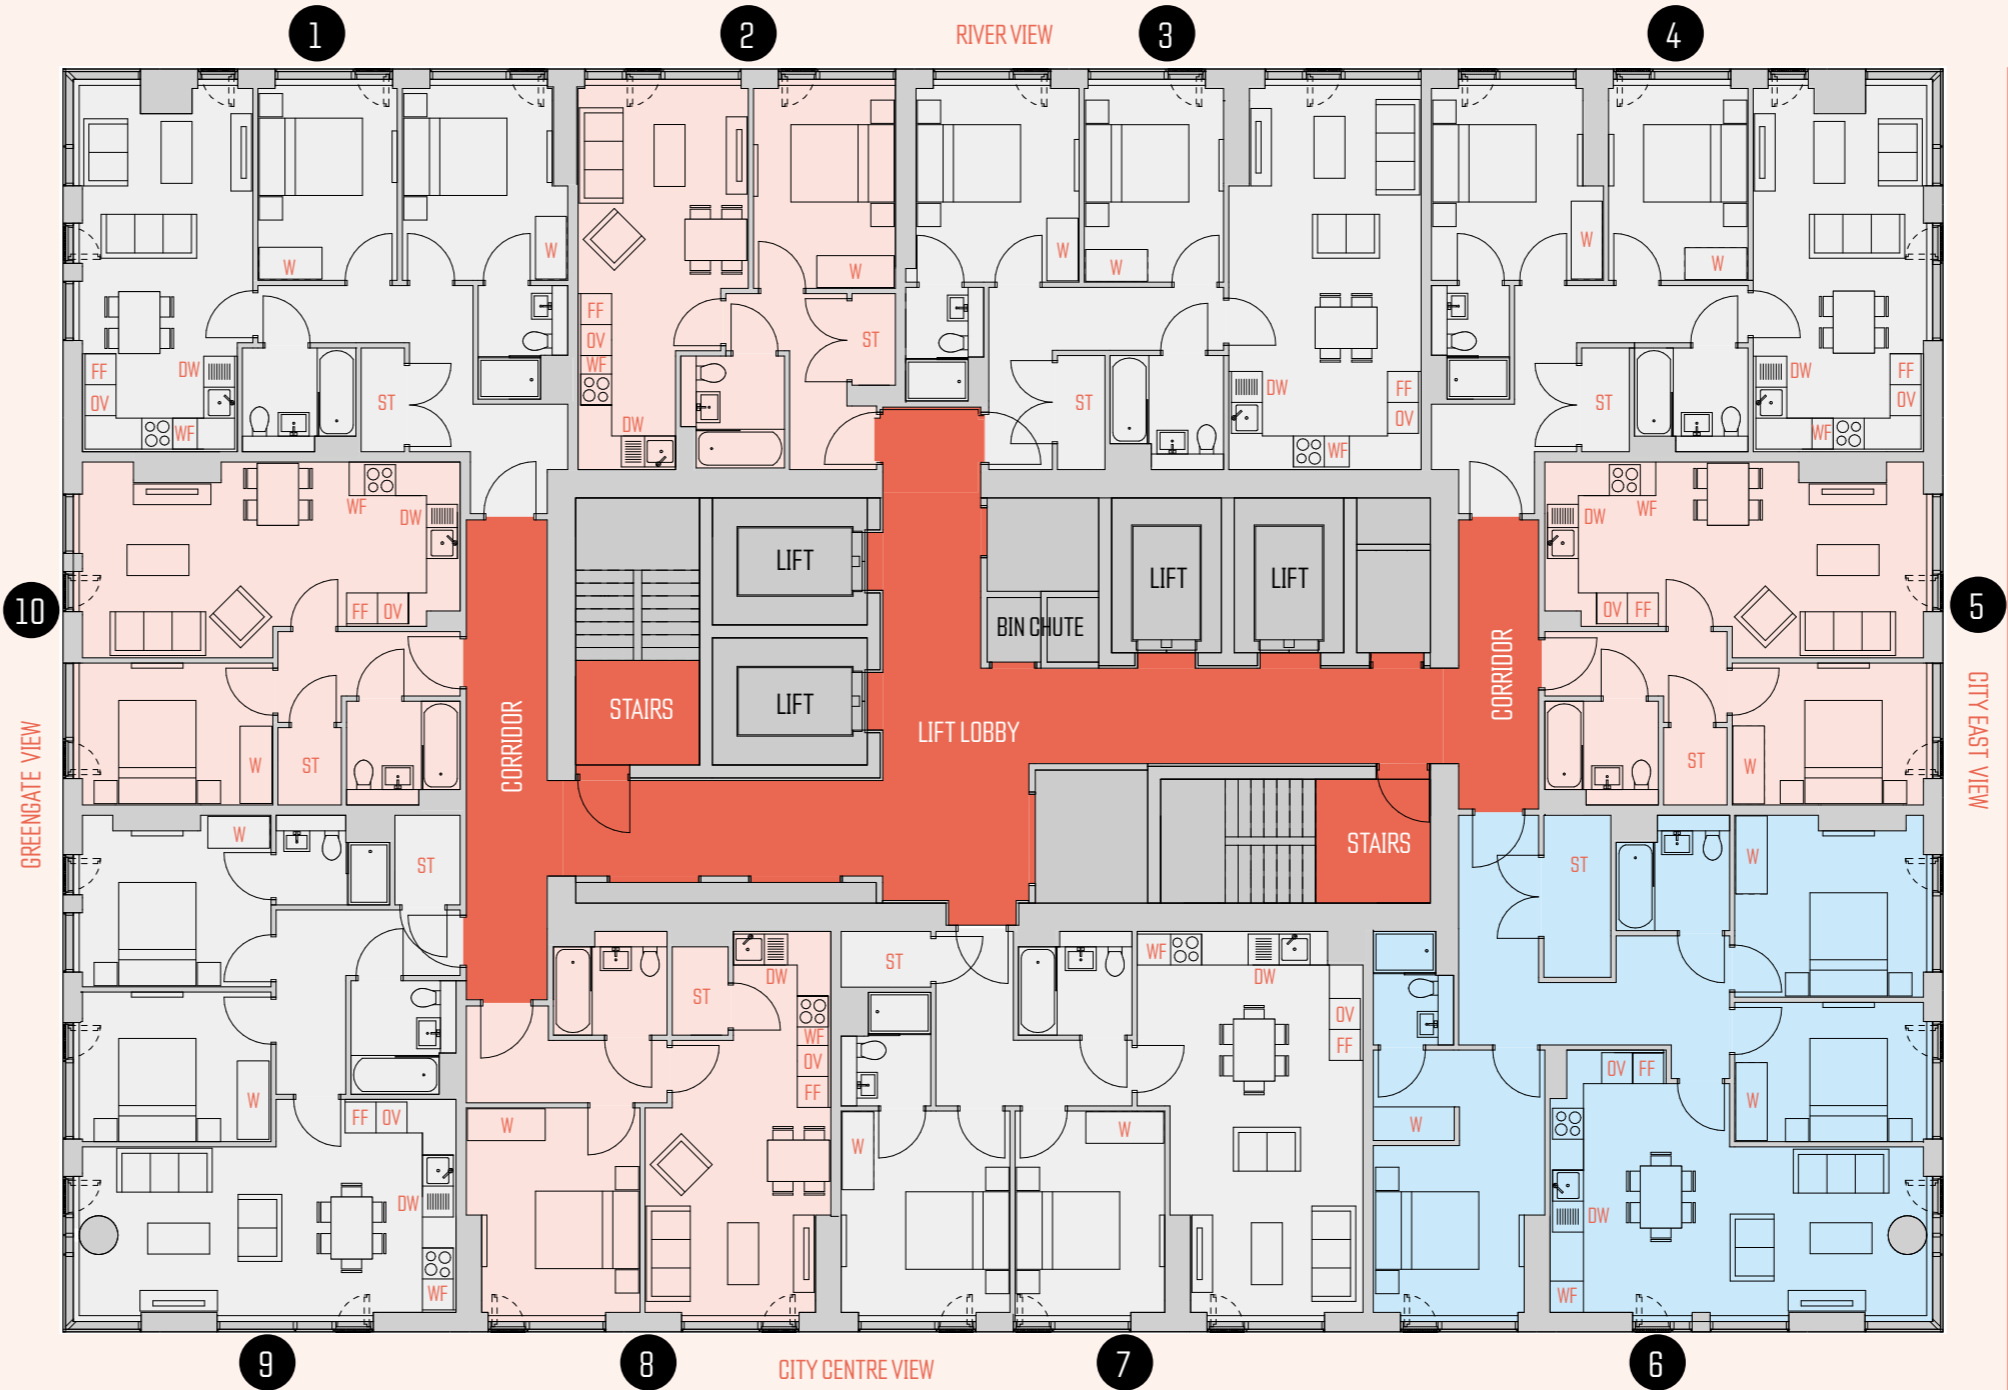 1
2
RIVER VIEW
3
4
W
W
W
W
W
W
W
FF
OV
WF
DW
ST
FF
OV
DW
WF
ST
ST
DW
WF
FF
OV
ST
DW
WF
FF
OV
WF
DW
FF OV
10
LIFT
LIFT
LIFT
BIN CHUTE
WF
DW
OV FF
5
STAIRS
LIFT
LIFT LOBBY
CORRIDOR
CORRIDOR
W
ST
ST
W
GREENGATE VIEW
CITY EAST VIEW
W
ST
STAIRS
ST
W
W
FF OV
DW
WF
ST
DW
WF
OV
FF
W
ST
W
W
WF
DW
OV
FF
W
OV FF
W
DW
WF
9
8
CITY CENTRE VIEW
7
6